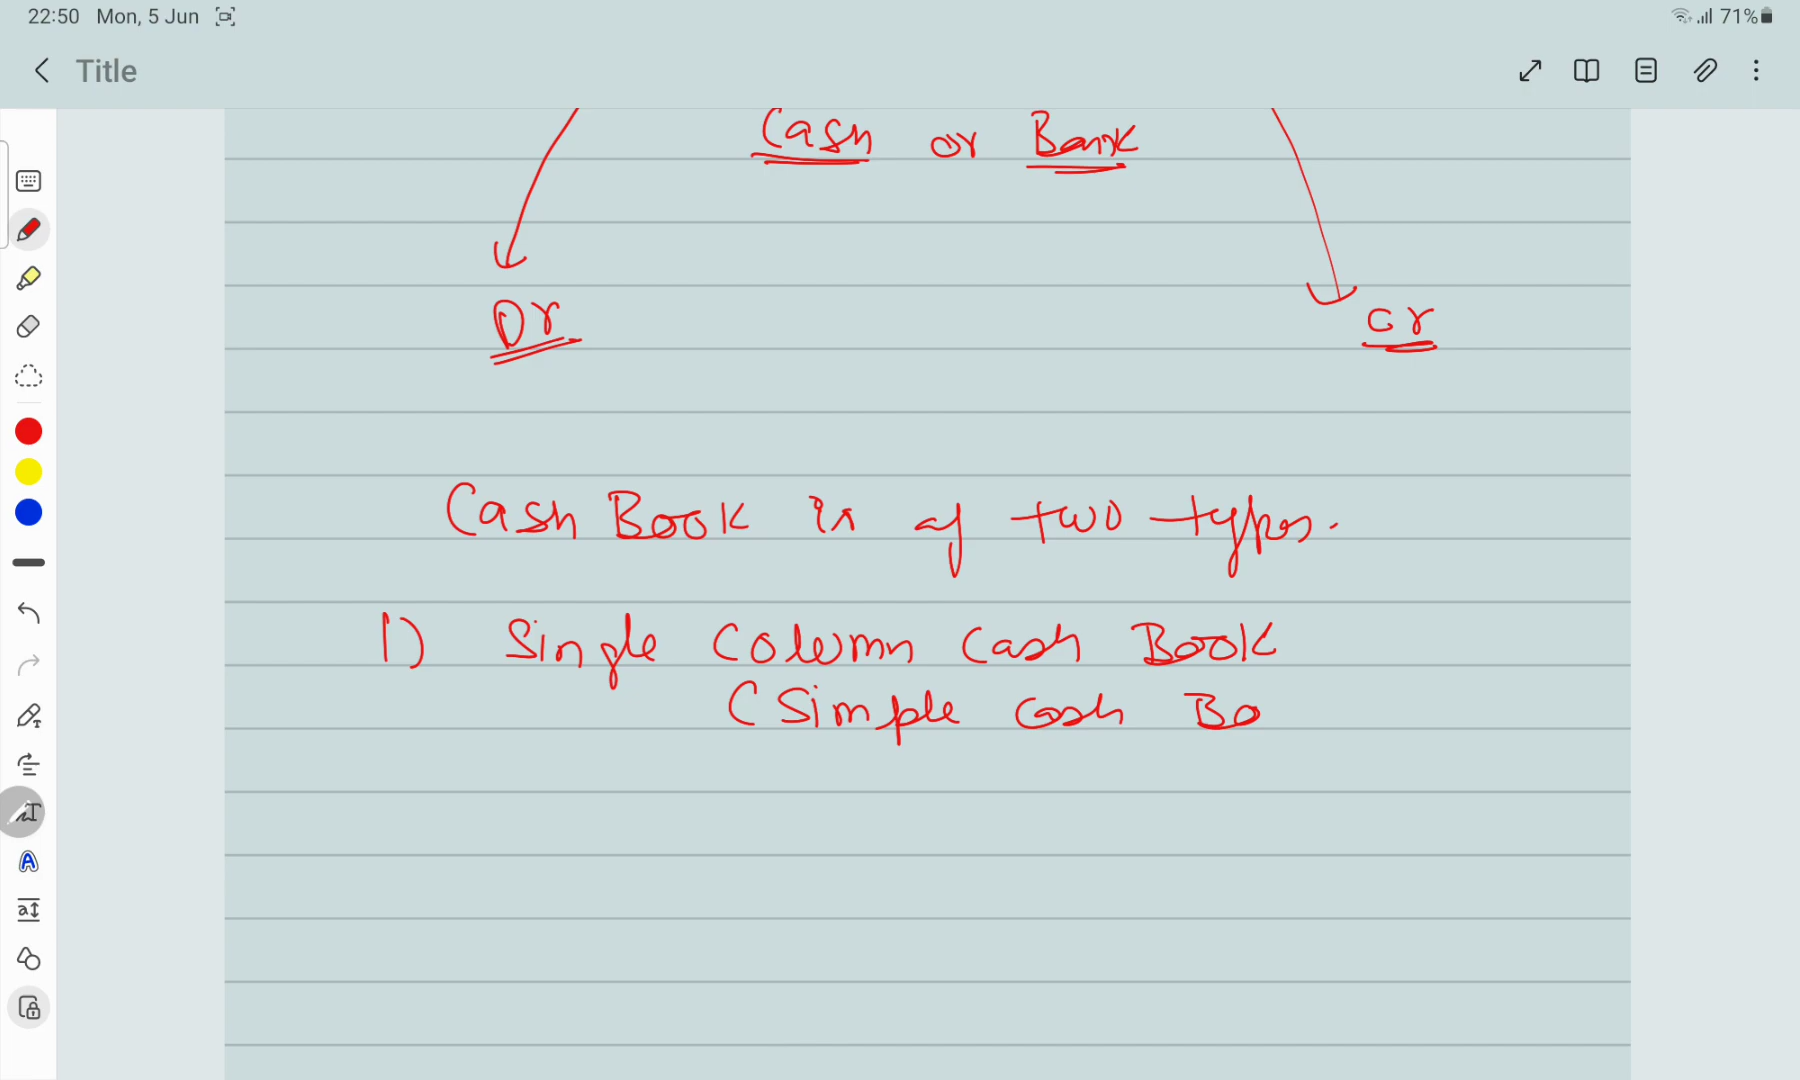 22:50 Mon, 5 Jun 71%
Title
Cash or Bank
Dr
cr
Cash Book is of two types.
1) Single Column Cash Book
(Simple Cash Bo